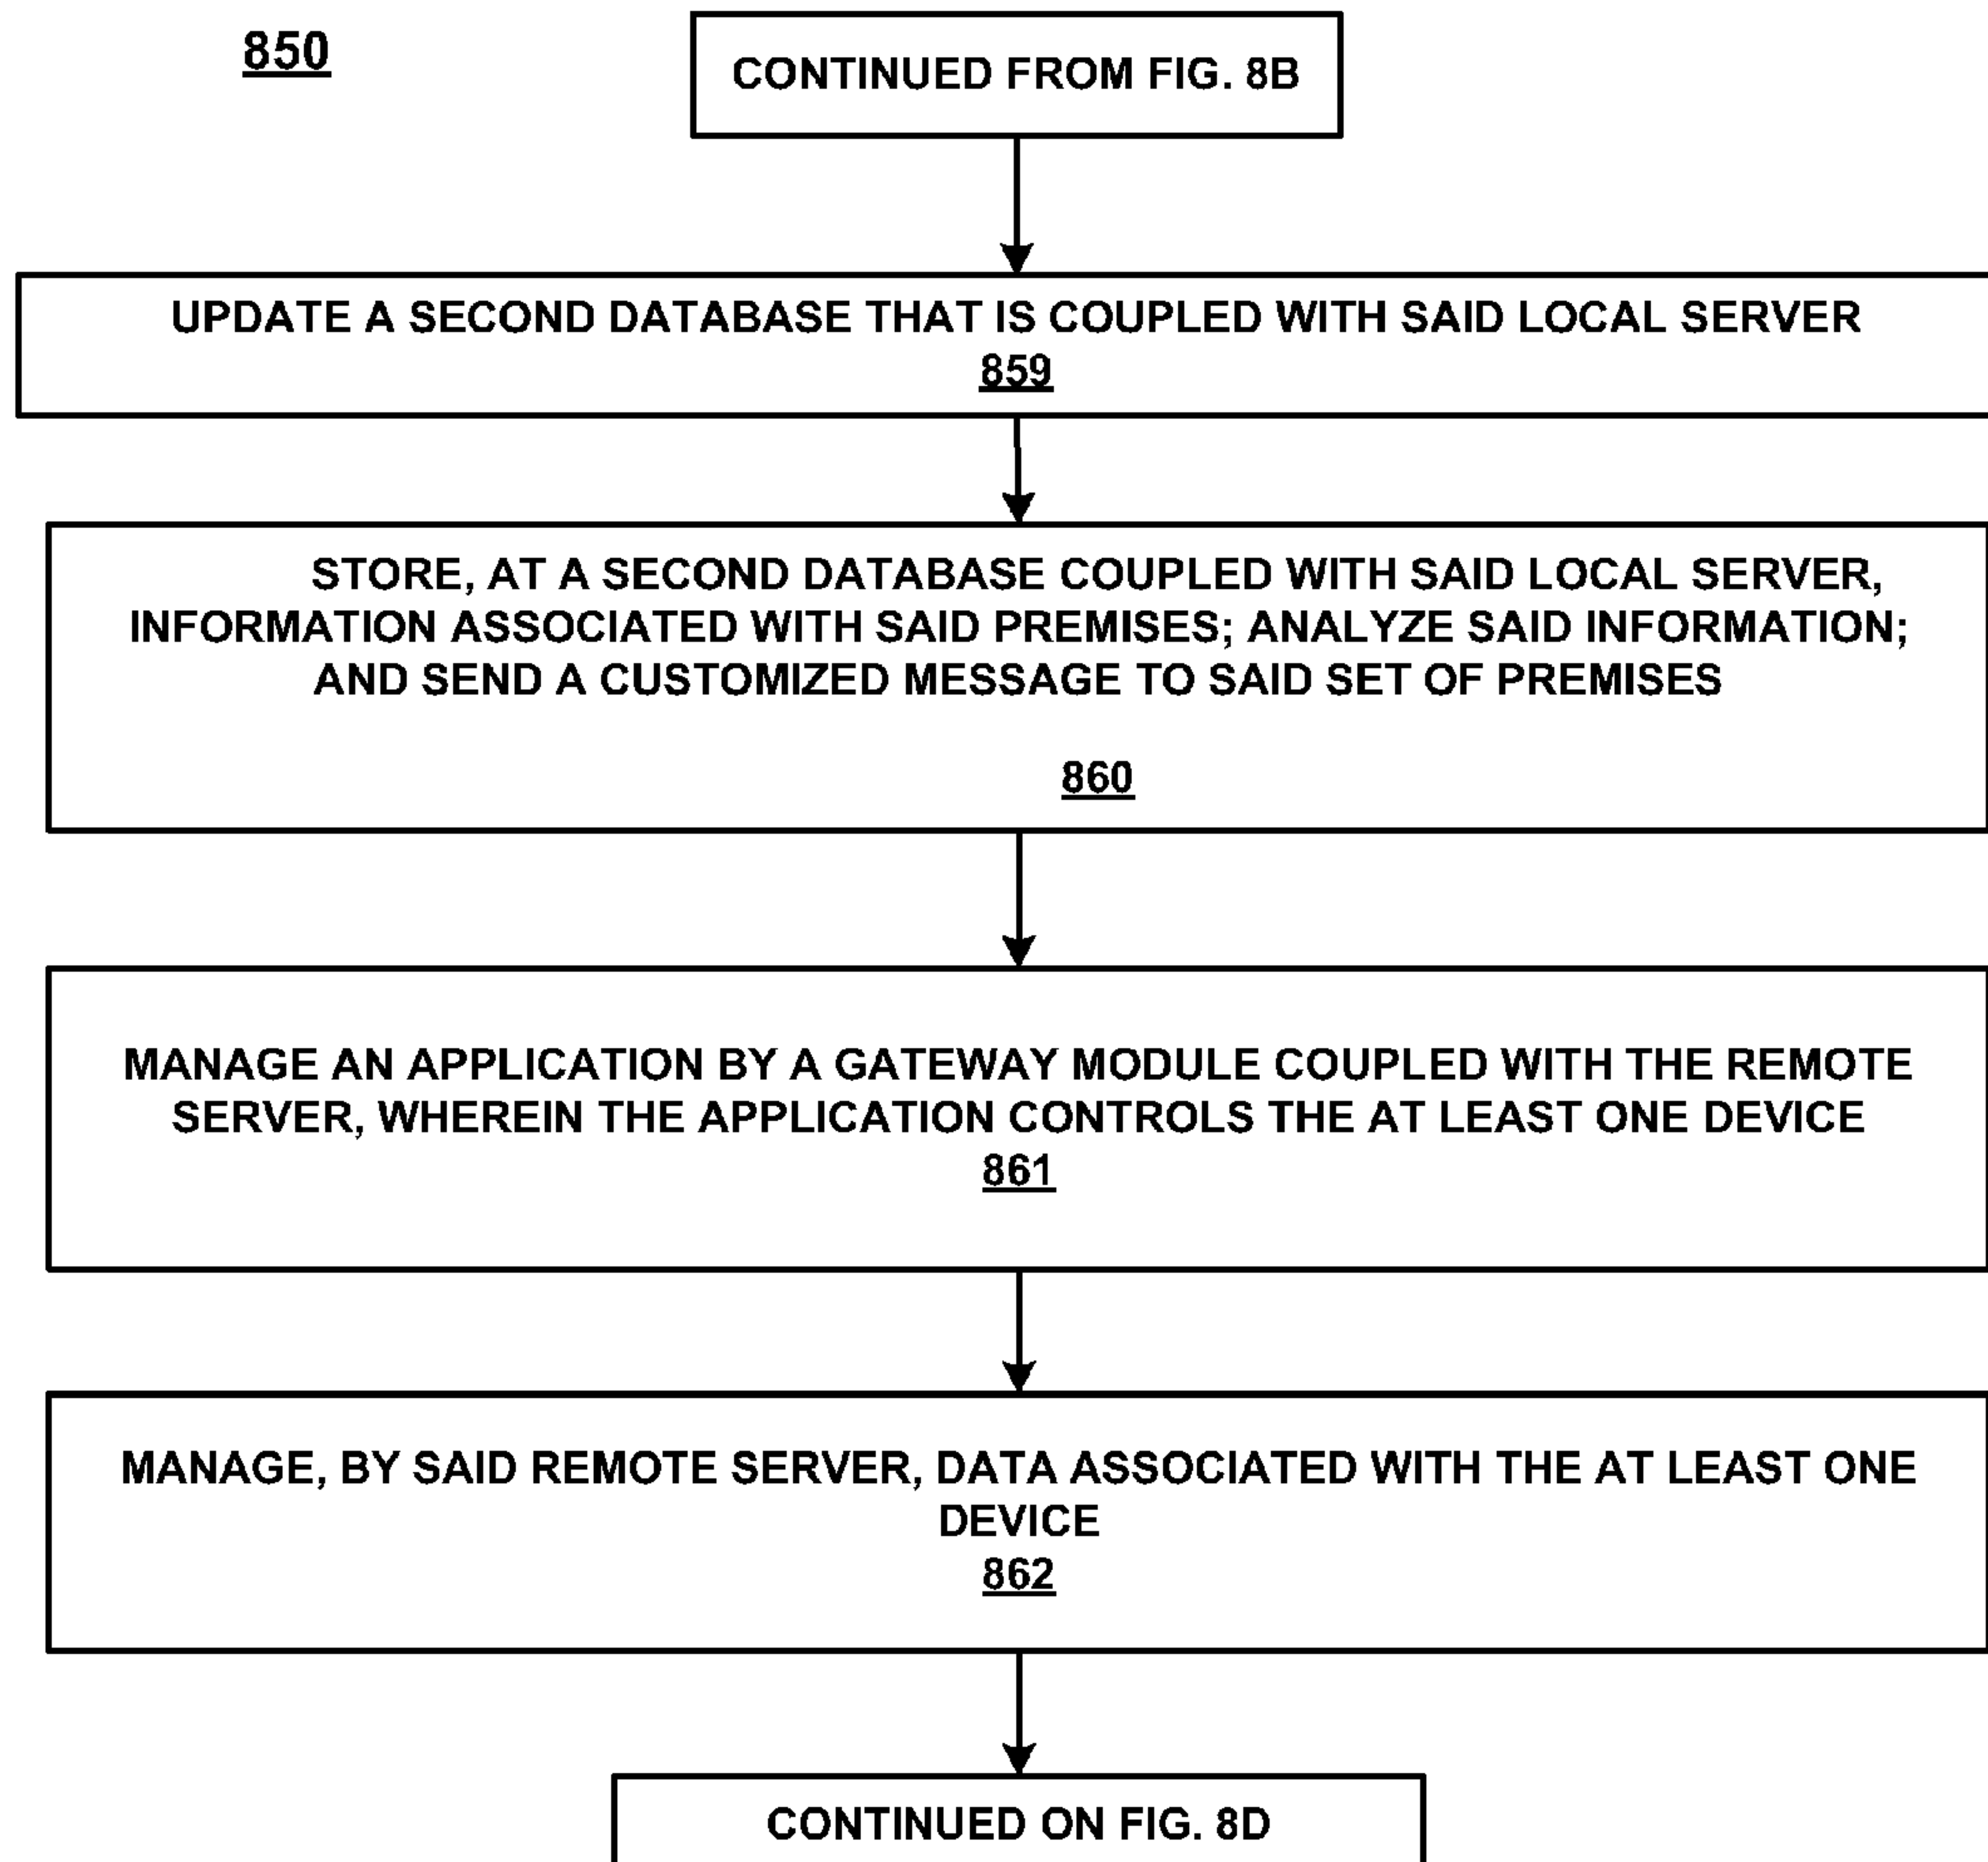 850
CONTINUED FROM FIG. 8B
UPDATE A SECOND DATABASE THAT IS COUPLED WITH SAID LOCAL SERVER
859
STORE, AT A SECOND DATABASE COUPLED WITH SAID LOCAL SERVER,
INFORMATION ASSOCIATED WITH SAID PREMISES; ANALYZE SAID INFORMATION;
AND SEND A CUSTOMIZED MESSAGE TO SAID SET OF PREMISES
860
MANAGE AN APPLICATION BY A GATEWAY MODULE COUPLED WITH THE REMOTE
SERVER, WHEREIN THE APPLICATION CONTROLS THE AT LEAST ONE DEVICE
861
MANAGE, BY SAID REMOTE SERVER, DATA ASSOCIATED WITH THE AT LEAST ONE
DEVICE
862
CONTINUED ON FIG. 8D